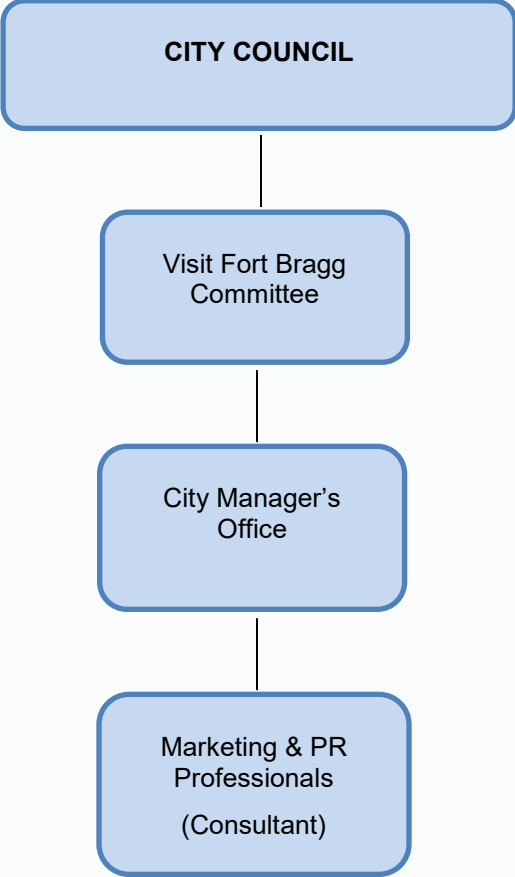 CITY COUNCIL
Visit Fort Bragg
Committee
City Manager’s
Office
Marketing & PR
Professionals
(Consultant)